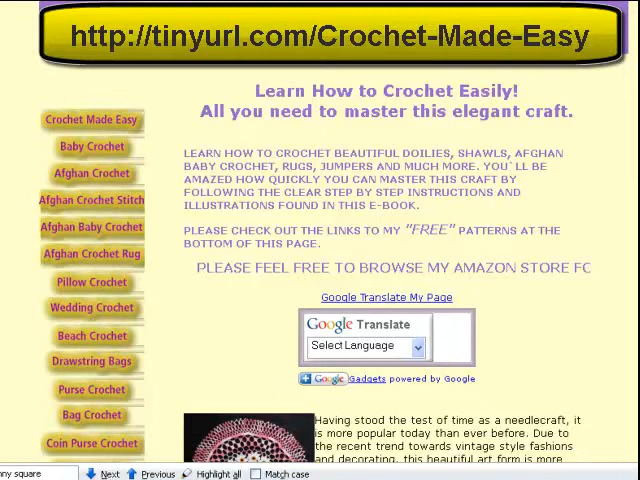 http://tinyurl.com/Crochet-Made-Easy
Learn How to Crochet Easily!
All you need to master this elegant craft.
Crochet Made Easy
Baby Crochet
Afghan Crochet
Afghan Crochet Stitch
Afghan Baby Crochet
Afghan Crochet Rug
Pillow Crochet
Wedding Crochet
Beach Crochet
Drawstring Bags
Purse Crochet
Bag Crochet
Coin Purse Crochet
LEARN HOW TO CROCHET BEAUTIFUL DOILIES, SHAWLS, AFGHAN
BABY CROCHET, RUGS, JUMPERS AND MUCH MORE. YOU`LL BE
AMAZED HOW QUICKLY YOU CAN MASTER THIS CRAFT BY
FOLLOWING THE CLEAR STEP BY STEP INSTRUCTIONS AND
ILLUSTRATIONS FOUND IN THIS E-BOOK.
PLEASE CHECK OUT THE LINKS TO MY "FREE" PATTERNS AT THE
BOTTOM OF THIS PAGE.
PLEASE FEEL FREE TO BROWSE MY AMAZON STORE FO
Google Translate My Page
Google Translate
Select Language
Google Gadgets powered by Google
Having stood the test of time as a needlecraft, it
is more popular today than ever before. Due to
the recent trend towards vintage style fashions
and decorating, this beautiful art form is more
nny square Next Previous Highlight all Match case